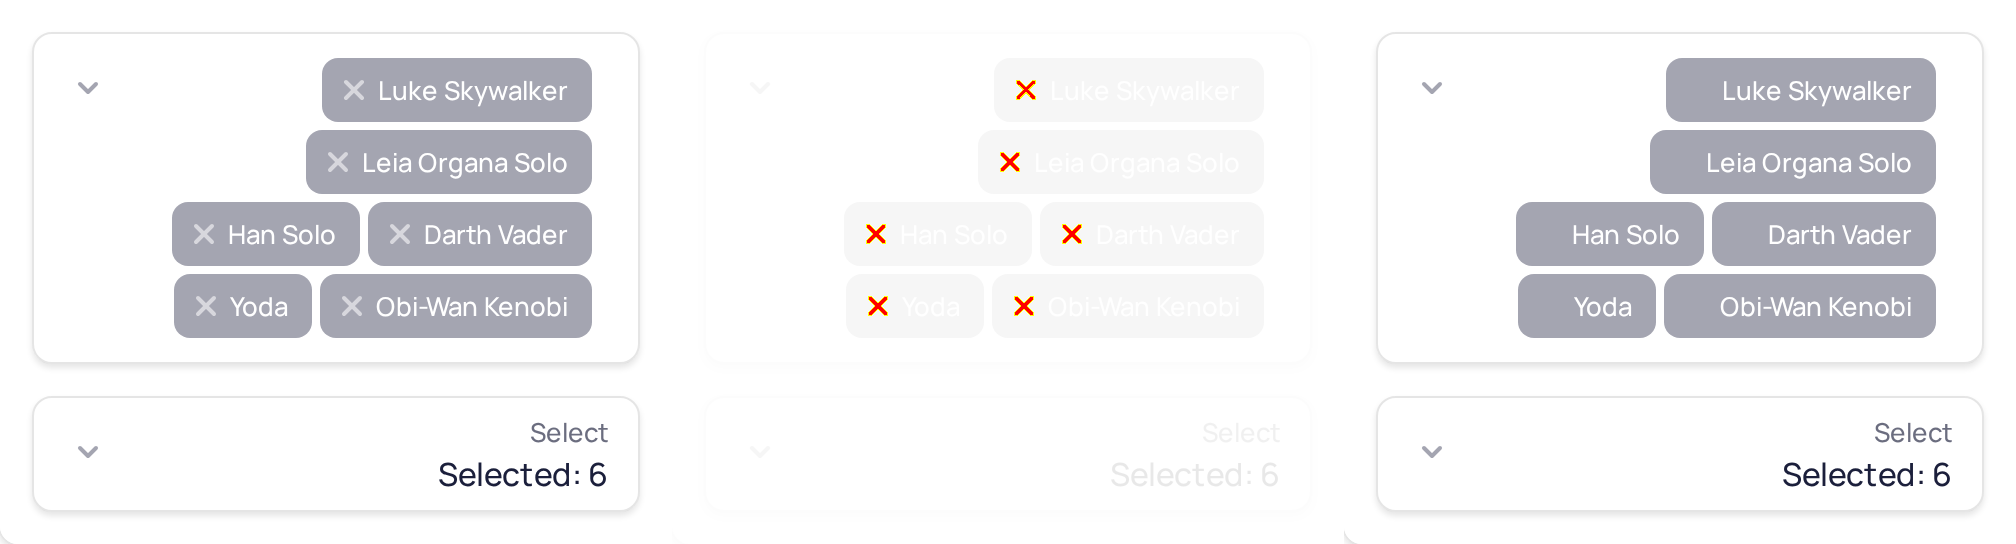 Luke Skywalker
Leia Organa Solo
Han Solo Darth Vader
Yoda Obi-Wan Kenobi
Select
Selected: 6
Luke Skywalker
Leia Organa Solo
Han Solo Darth Vader
Yoda Obi-Wan Kenobi
Select
Selected: 6
Luke Skywalker
Leia Organa Solo
Han Solo Darth Vader
Yoda Obi-Wan Kenobi
Select
Selected: 6